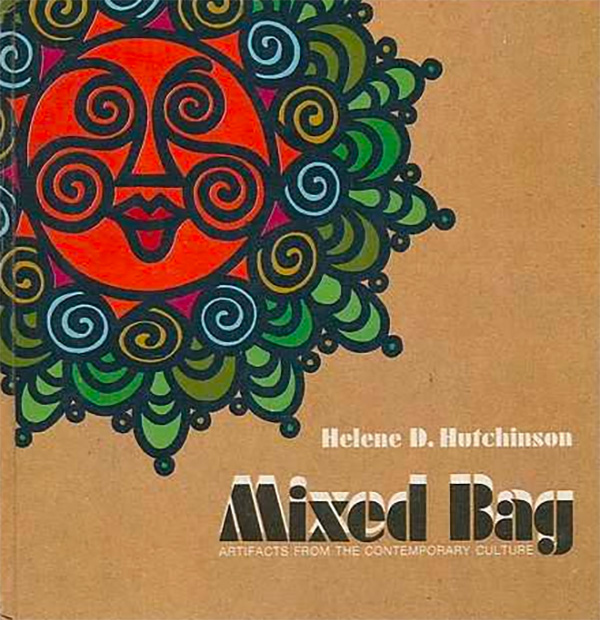 Helene D. Hutchinson
Mixed Bag
ARTIFACTS FROM THE CONTEMPORARY CULTURE